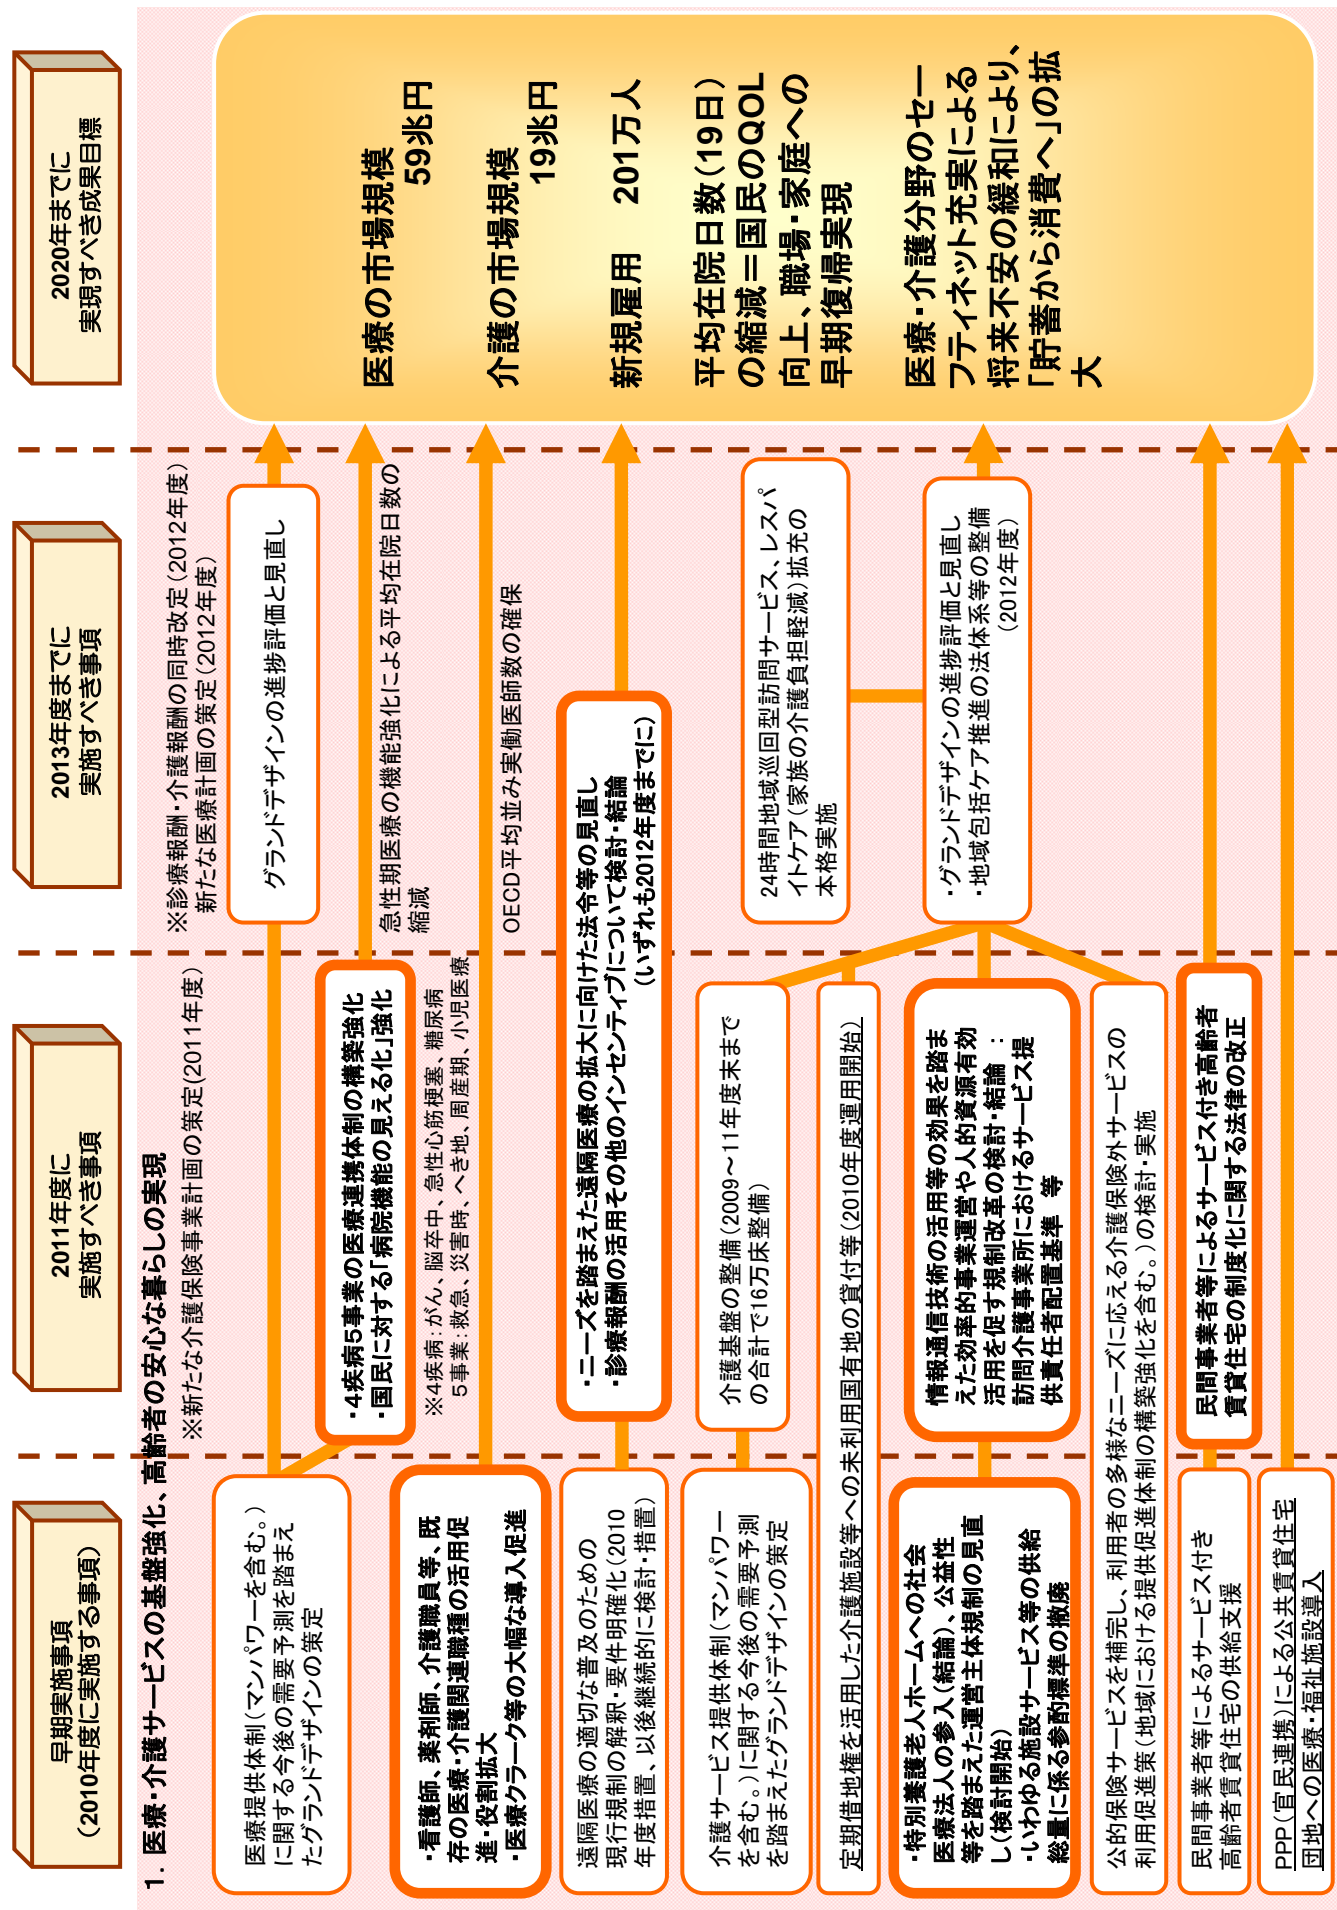 早期実施事項
(2010年度に実施する事項)
2011年度に
実施すべき事項
2013年度までに
実施すべき事項
2020年までに
実現すべき成果目標
1．医療・介護サービスの基盤強化、高齢者の安心な暮らしの実現
※新たな介護保険事業計画の策定(2011年度)
※診療報酬・介護報酬の同時改定(2012年度)
新たな医療計画の策定(2012年度)
医療提供体制(マンパワーを含む。)
に関する今後の需要予測を踏まえ
たグランドデザインの策定
グランドデザインの進捗評価と見直し
・4疾病5事業の医療連携体制の構築強化
・国民に対する「病院機能の見える化」強化
※4疾病：がん、脳卒中、急性心筋梗塞、糖尿病
5事業：救急、災害時、へき地、周産期、小児医療
急性期医療の機能強化による平均在院日数の
縮減
・看護師、薬剤師、介護職員等、既
存の医療・介護関連職種の活用促
進・役割拡大
・医療クラーク等の大幅な導入促進
OECD平均並み実働医師数の確保
遠隔医療の適切な普及のための
現行規制の解釈・要件明確化(2010
年度措置、以後継続的に検討・措置)
・ニーズを踏まえた遠隔医療の拡大に向けた法令等の見直し
・診療報酬の活用その他のインセンティブについて検討・結論
(いずれも2012年度までに)
介護サービス提供体制(マンパワー
を含む。)に関する今後の需要予測
を踏まえたグランドデザインの策定
介護基盤の整備(2009～11年度末まで
の合計で16万床整備)
24時間地域巡回型訪問サービス、レスパ
イトケア(家族の介護負担軽減)拡充の
本格実施
定期借地権を活用した介護施設等への未利用国有地の貸付等(2010年度運用開始)
・特別養護老人ホームへの社会
医療法人の参入(結論)、公益性
等を踏まえた運営主体規制の見直
し(検討開始)
・いわゆる施設サービス等の供給
総量に係る参酌標準の撤廃
情報通信技術の活用等の効果を踏ま
えた効率的事業運営や人的資源有効
活用を促す規制改革の検討・結論：
訪問介護事業所におけるサービス提
供責任者配置基準　等
・グランドデザインの進捗評価と見直し
・地域包括ケア推進の法体系等の整備
(2012年度)
公的保険サービスを補完し、利用者の多様なニーズに応える介護保険外サービスの
利用促進策(地域における提供促進体制の構築強化を含む。)の検討・実施
民間事業者等によるサービス付き
高齢者賃貸住宅の供給支援
民間事業者等によるサービス付き高齢者
賃貸住宅の制度化に関する法律の改正
PPP(官民連携)による公共賃貸住宅
団地への医療・福祉施設導入
医療の市場規模
59兆円
介護の市場規模
19兆円
新規雇用　201万人
平均在院日数(19日)
の縮減＝国民のQOL
向上、職場・家庭への
早期復帰実現
医療・介護分野のセー
フティネット充実による
将来不安の緩和により、
「貯蓄から消費へ」の拡
大